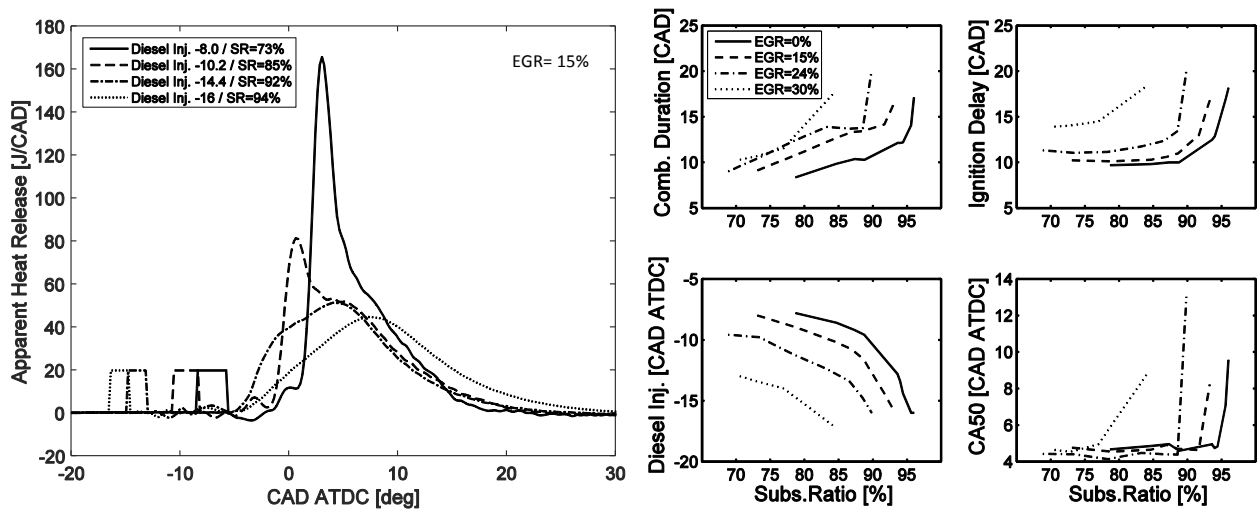 Apparent Heat Release [J/CAD]
180
160
140
120
100
80
60
40
20
0
-20
-20
-10
0
10
20
30
CAD ATDC [deg]
Diesel Inj. -8.0 / SR=73%
Diesel Inj. -10.2 / SR=85%
Diesel Inj. -14.4 / SR=92%
Diesel Inj. -16 / SR=94%
EGR= 15%
Comb. Duration [CAD]
25
20
15
10
5
70 75 80 85 90 95
EGR=0%
EGR=15%
EGR=24%
EGR=30%
Ignition Delay [CAD]
25
20
15
10
5
70 75 80 85 90 95
Diesel Inj. [CAD ATDC]
-5
-10
-15
-20
70 75 80 85 90 95
Subs.Ratio [%]
CA50 [CAD ATDC]
14
12
10
8
6
4
70 75 80 85 90 95
Subs.Ratio [%]